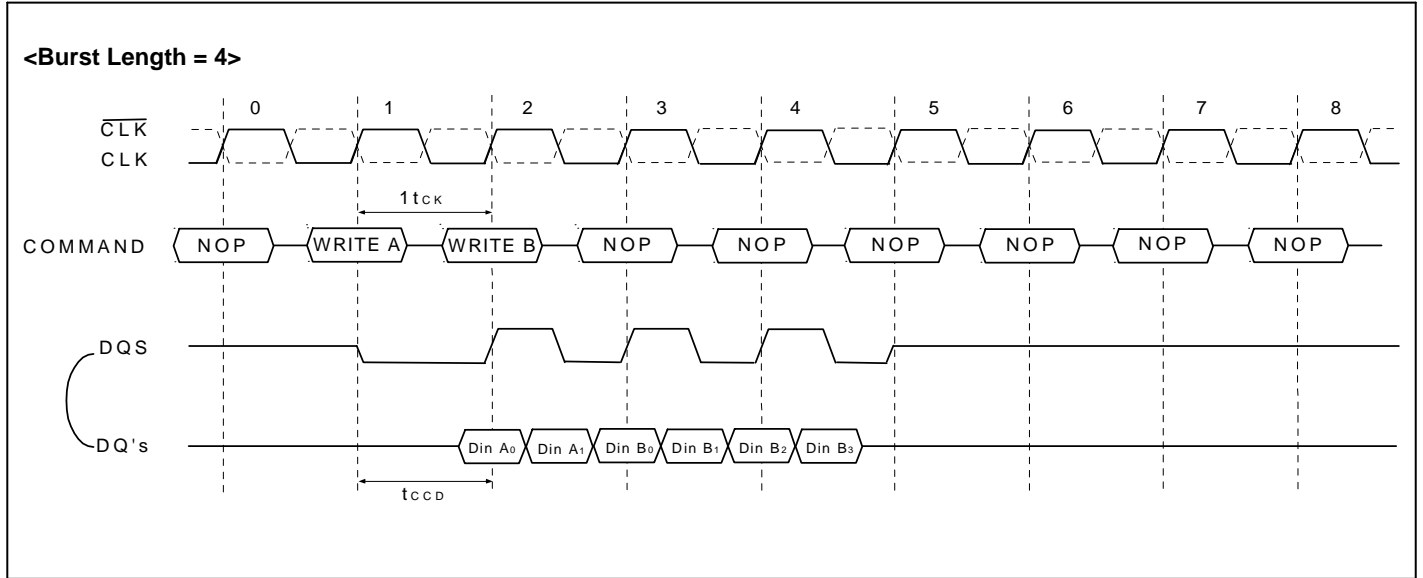 <Burst Length = 4>
0 1 2 3 4 5 6 7 8
CLK
CLK
1tCK
COMMAND NOP WRITE A WRITE B NOP NOP NOP NOP NOP NOP
DQS
DQ's Din A0 Din A1 Din B0 Din B1 Din B2 Din B3
tCCD